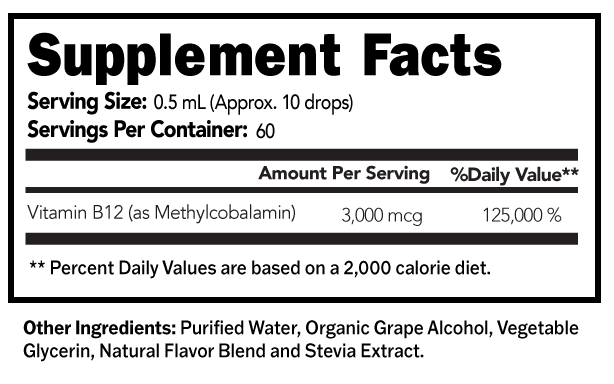 Supplement Facts
Serving Size: 0.5 mL (Approx. 10 drops)
Servings Per Container: 60
Amount Per Serving %Daily Value**
Vitamin B12 (as Methylcobalamin) 3,000 mcg 125,000 %
** Percent Daily Values are based on a 2,000 calorie diet.
Other Ingredients: Purified Water, Organic Grape Alcohol, Vegetable
Glycerin, Natural Flavor Blend and Stevia Extract.